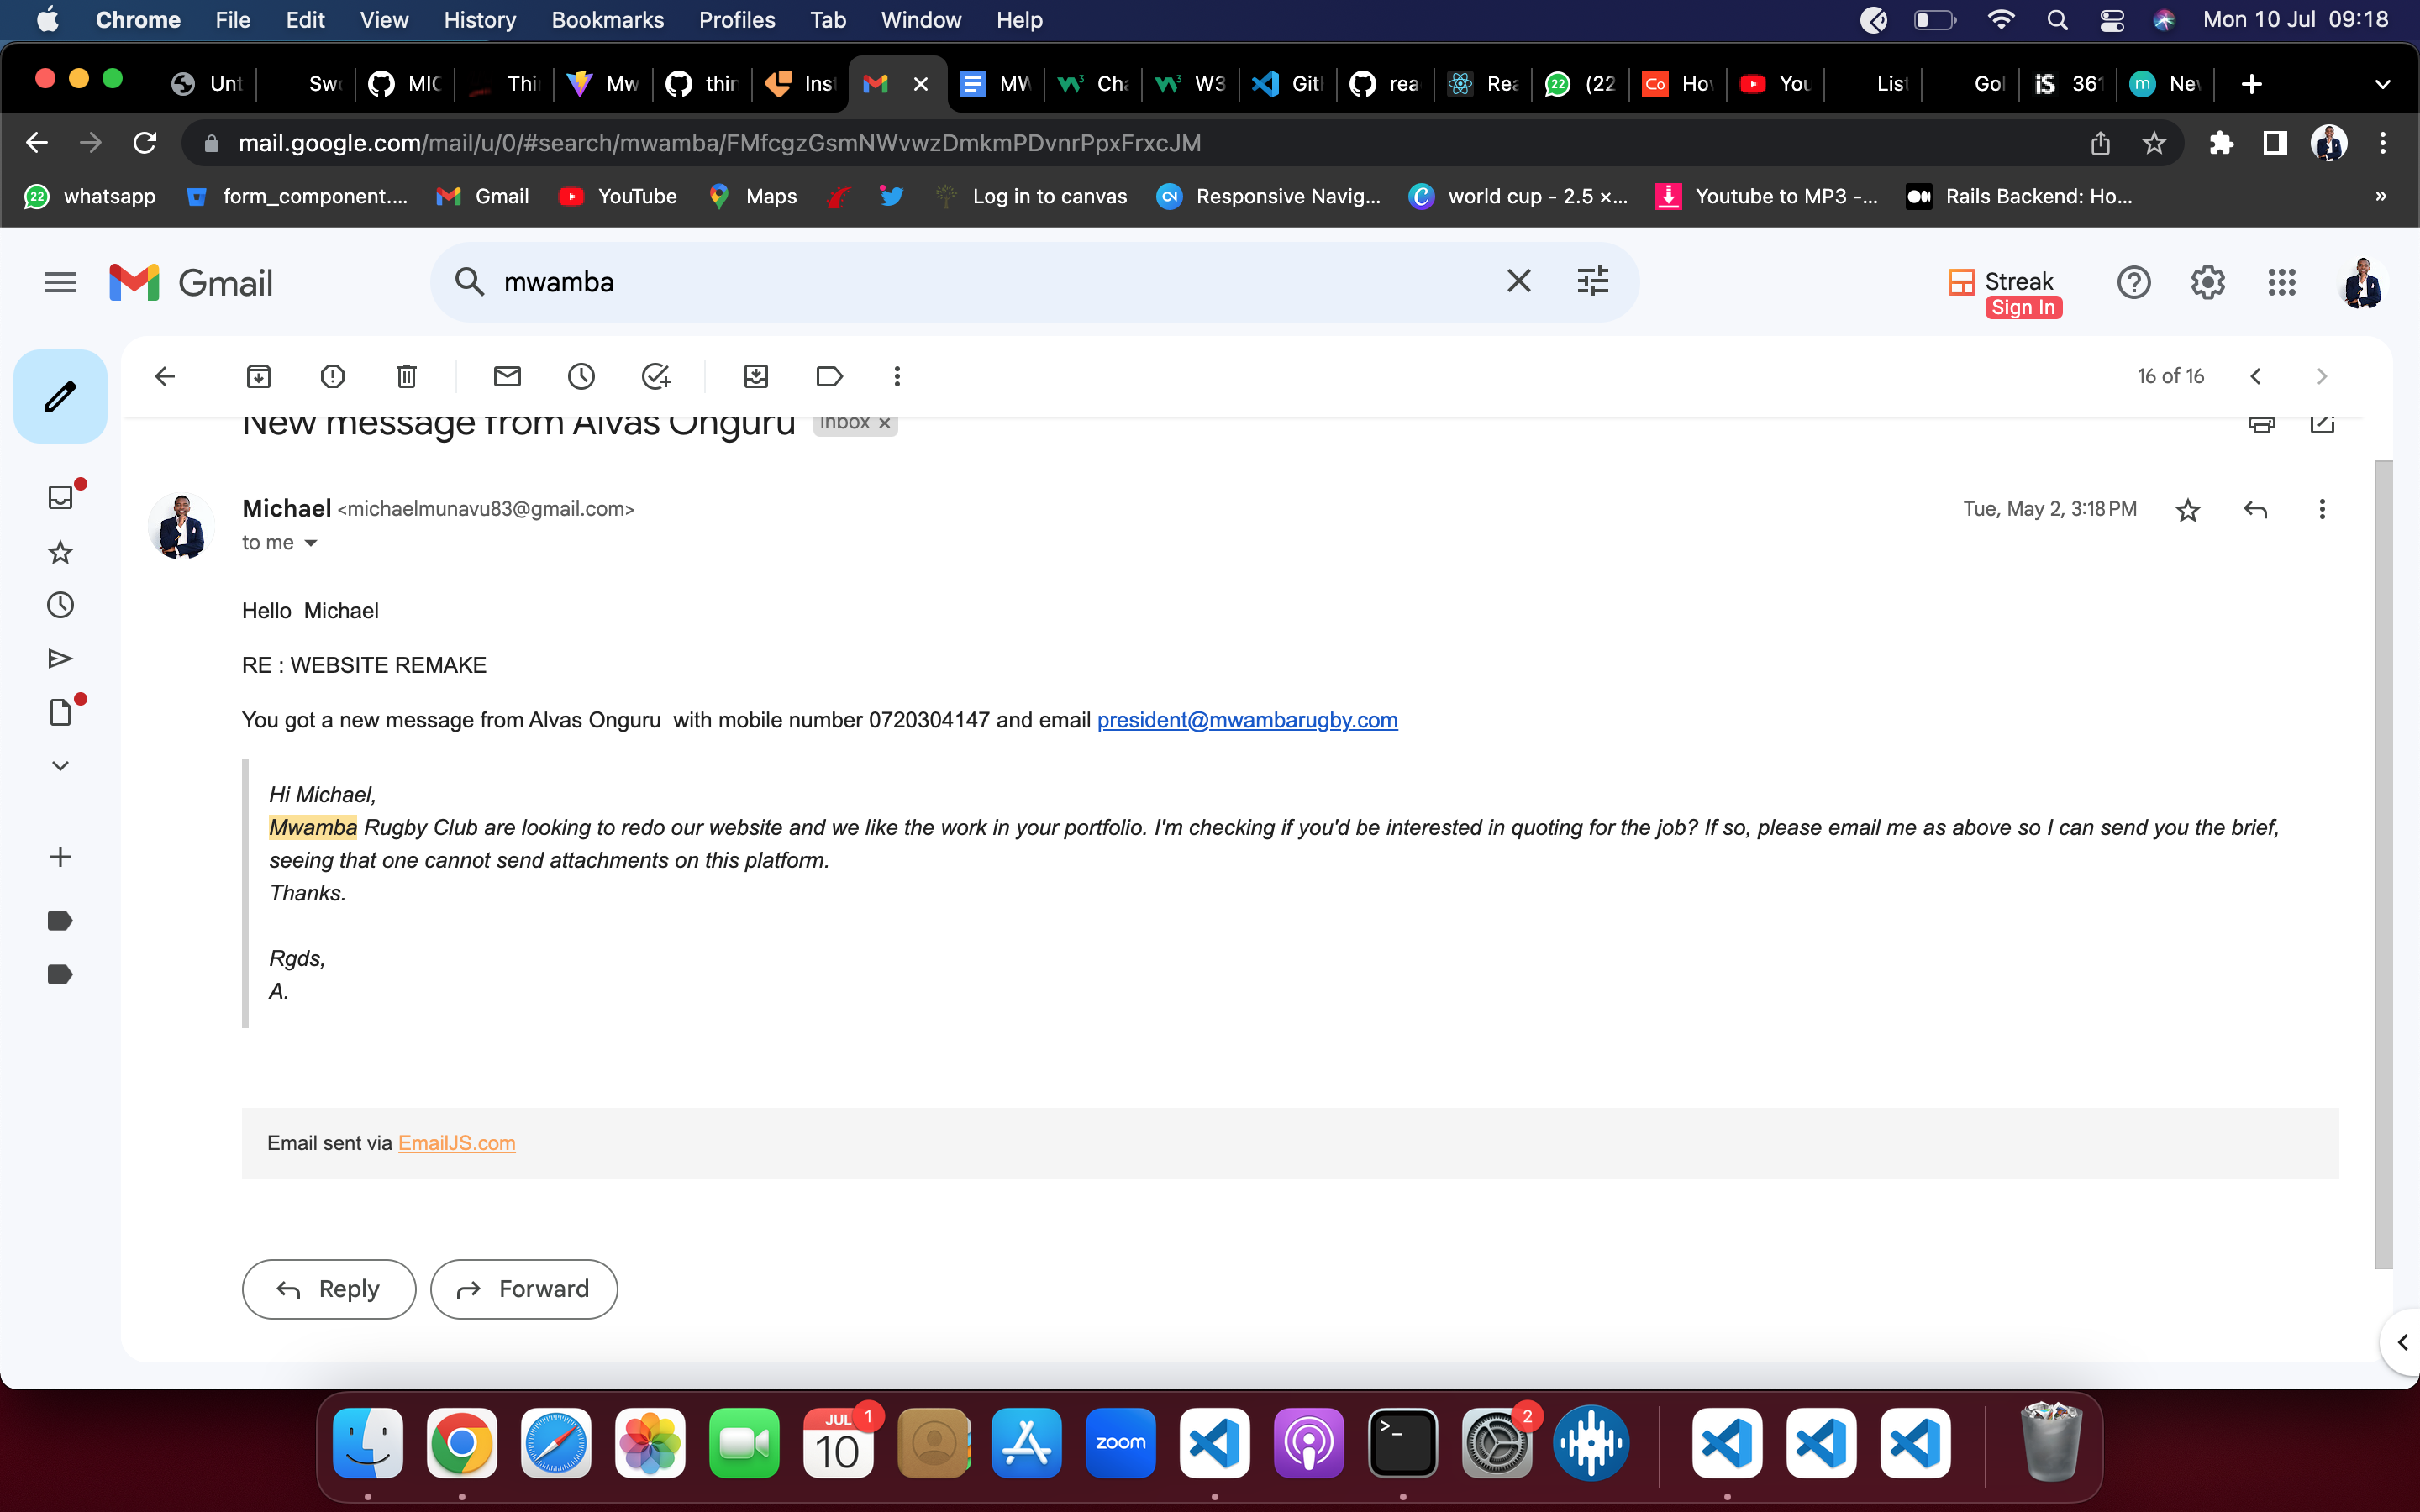 Chrome File Edit View History Bookmarks Profiles Tab Window Help Mon 10 Jul 09:18
Unt Swe MIC Thi Mw thin Inst MW Cha W3 Git rea Rea (22 Ho You List Gol 361 Ne
mail.google.com/mail/u/0/#search/mwamba/FMfcgzGsmNWvwzDmkmPDvnrPpxFrxcJM
22 whatsapp form_component.... Gmail YouTube Maps Log in to canvas Responsive Navig... world cup - 2.5 ×... Youtube to MP3 -... Rails Backend: Ho... »
Gmail mwamba Streak
Sign In
16 of 16
New message from Alvas Onguru Inbox ×
Michael <michaelmunavu83@gmail.com> Tue, May 2, 3:18 PM
to me
Hello Michael
RE : WEBSITE REMAKE
You got a new message from Alvas Onguru with mobile number 0720304147 and email president@mwambarugby.com
Hi Michael,
Mwamba Rugby Club are looking to redo our website and we like the work in your portfolio. I'm checking if you'd be interested in quoting for the job? If so, please email me as above so I can send you the brief,
seeing that one cannot send attachments on this platform.
Thanks.
Rgds,
A.
Email sent via EmailJS.com
Reply Forward
JUL 1
10
zoom
2